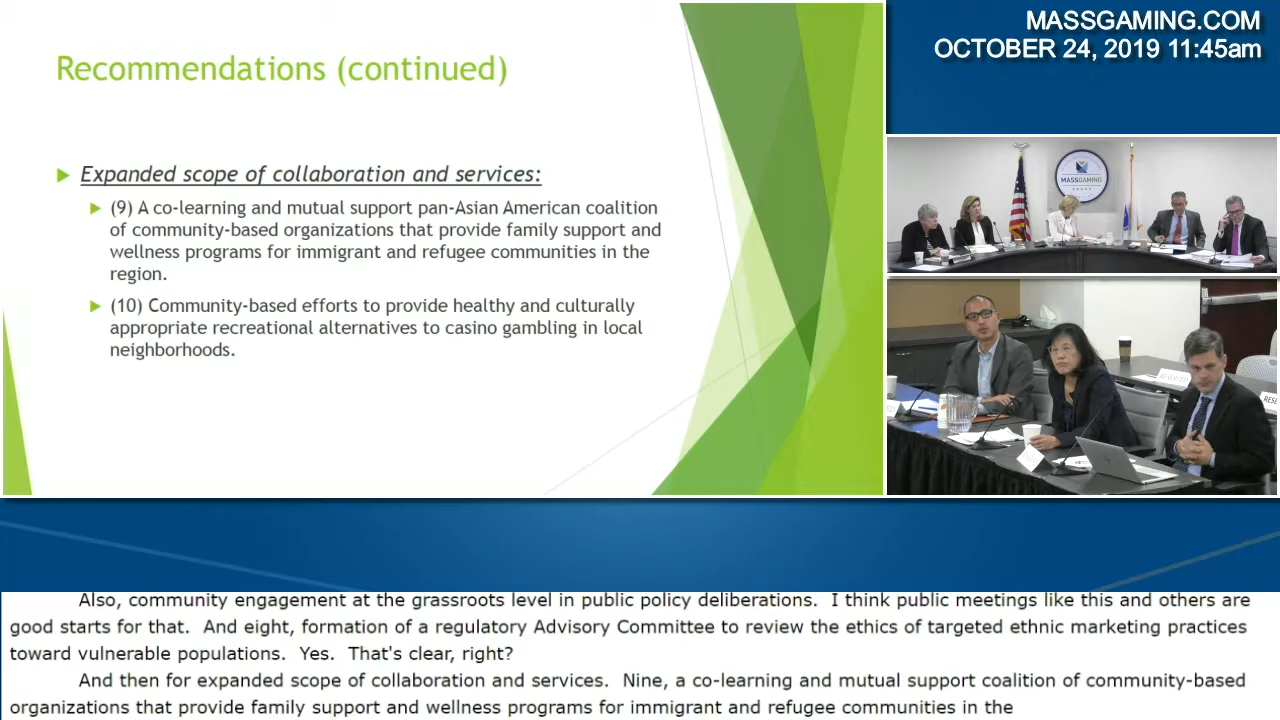 MASSGAMING.COM
OCTOBER 24, 2019 11:45am
Recommendations (continued)
Expanded scope of collaboration and services:
(9) A co-learning and mutual support pan-Asian American coalition
of community-based organizations that provide family support and
wellness programs for immigrant and refugee communities in the
region.
(10) Community-based efforts to provide healthy and culturally
appropriate recreational alternatives to casino gambling in local
neighborhoods.
MASSGAMING
RESERVED
Also, community engagement at the grassroots level in public policy deliberations.  I think public meetings like this and others are
good starts for that.  And eight, formation of a regulatory Advisory Committee to review the ethics of targeted ethnic marketing practices
toward vulnerable populations.  Yes.  That's clear, right?
And then for expanded scope of collaboration and services.  Nine, a co-learning and mutual support coalition of community-based
organizations that provide family support and wellness programs for immigrant and refugee communities in the